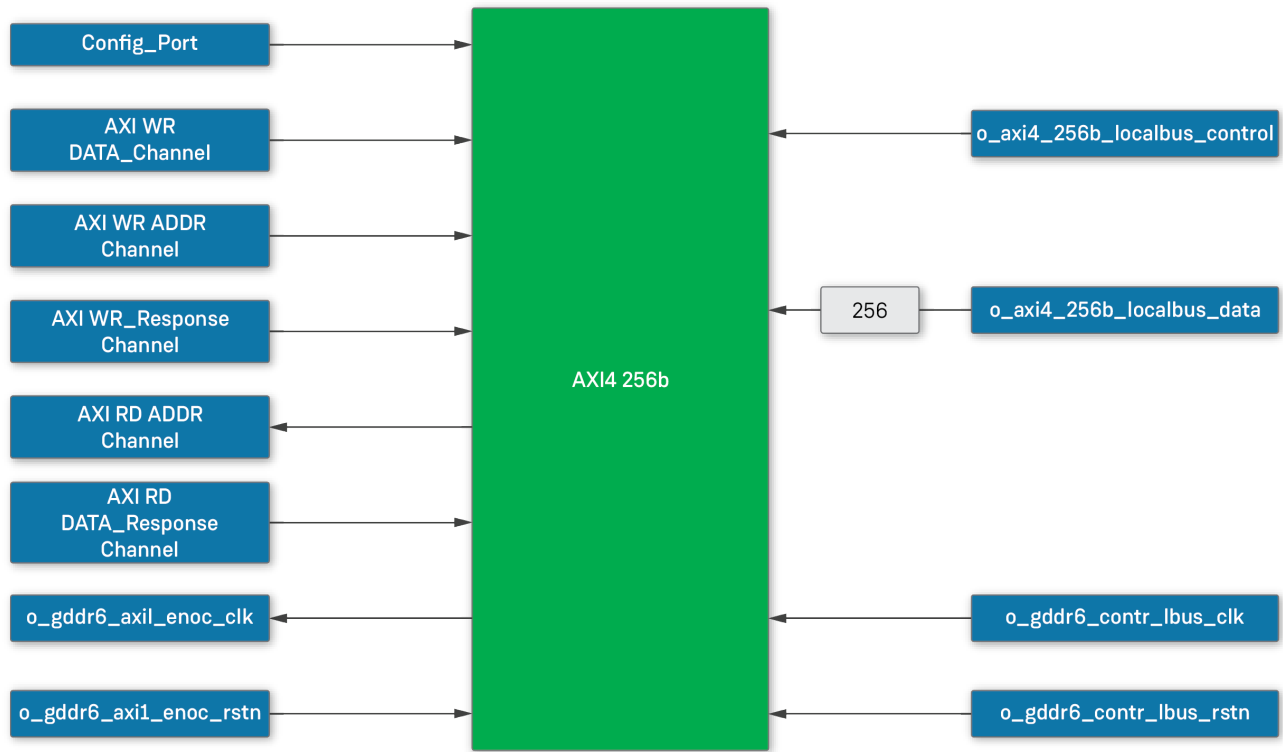 Config_Port
AXI WR
DATA_Channel
AXI WR ADDR
Channel
AXI WR_Response
Channel
AXI RD ADDR
Channel
AXI RD
DATA_Response
Channel
o_gddr6_axil_enoc_clk
o_gddr6_axi1_enoc_rstn
AXI4 256b
o_axi4_256b_localbus_control
256
o_axi4_256b_localbus_data
o_gddr6_contr_lbus_clk
o_gddr6_contr_lbus_rstn